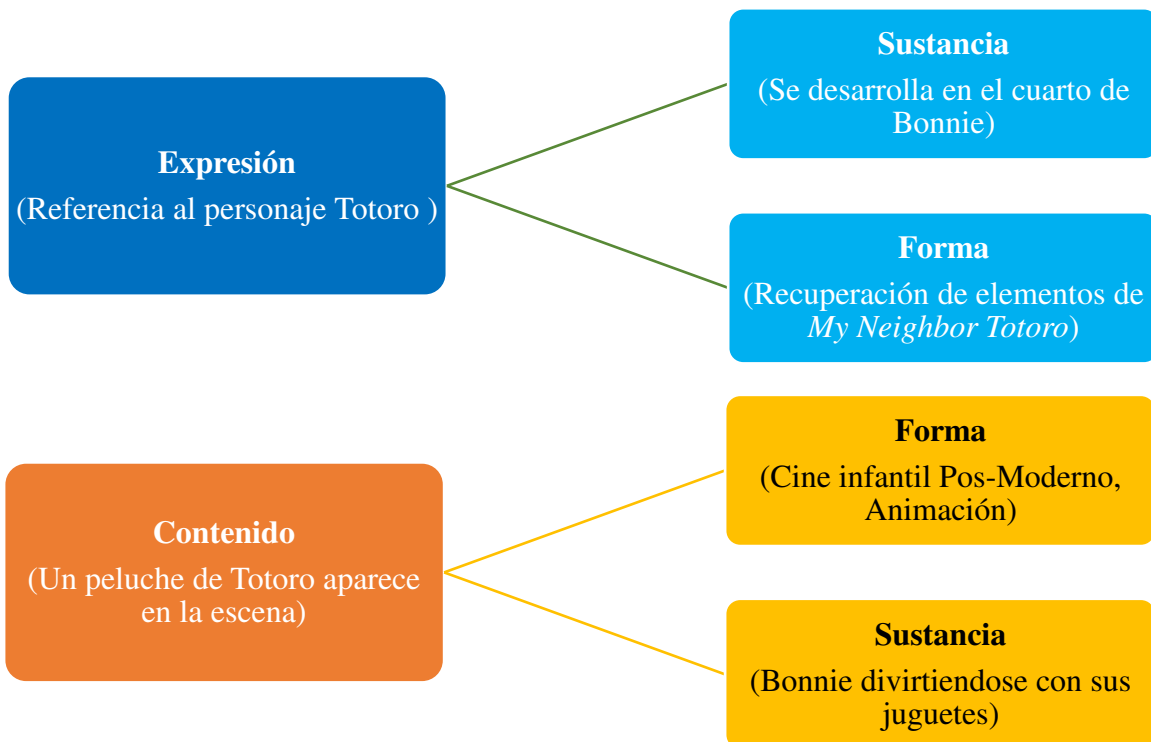 Expresión
(Referencia al personaje Totoro )
Sustancia
(Se desarrolla en el cuarto de
Bonnie)
Forma
(Recuperación de elementos de
My Neighbor Totoro)
Contenido
(Un peluche de Totoro aparece
en la escena)
Forma
(Cine infantil Pos-Moderno,
Animación)
Sustancia
(Bonnie divirtiendose con sus
juguetes)